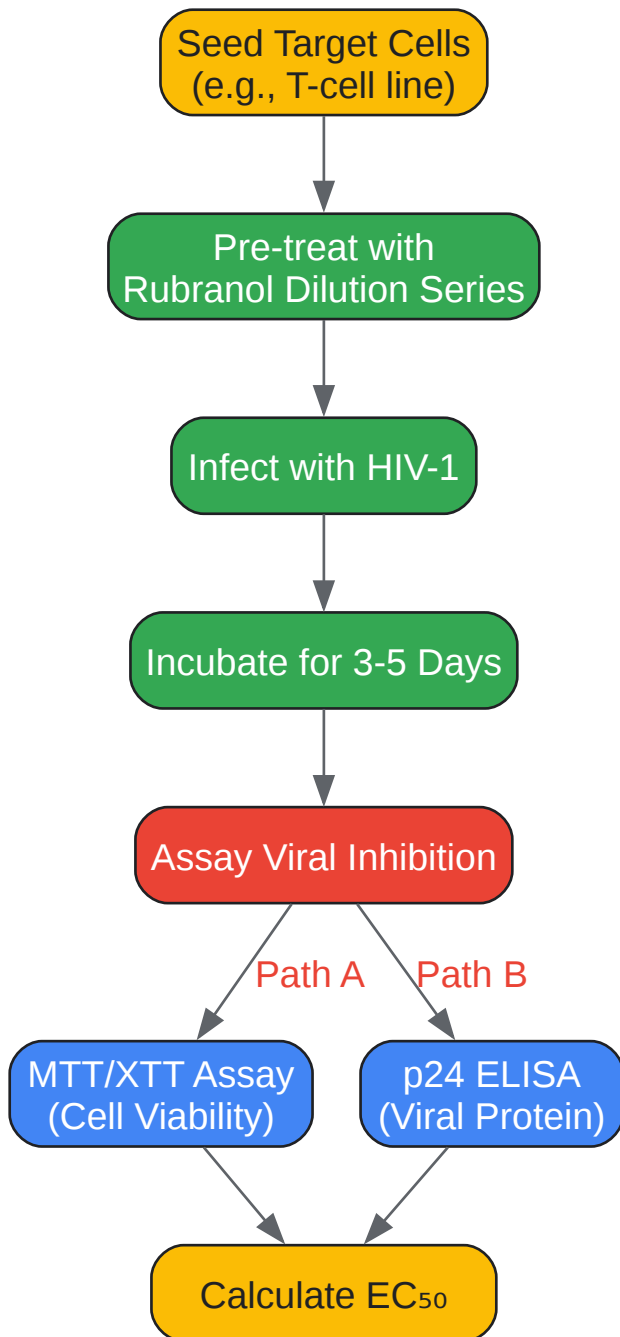 Seed Target Cells
(e.g., T-cell line)
Pre-treat with
Rubranol Dilution Series
Infect with HIV-1
Incubate for 3-5 Days
Assay Viral Inhibition
Path A
Path B
MTT/XTT Assay
(Cell Viability)
p24 ELISA
(Viral Protein)
Calculate EC₅₀